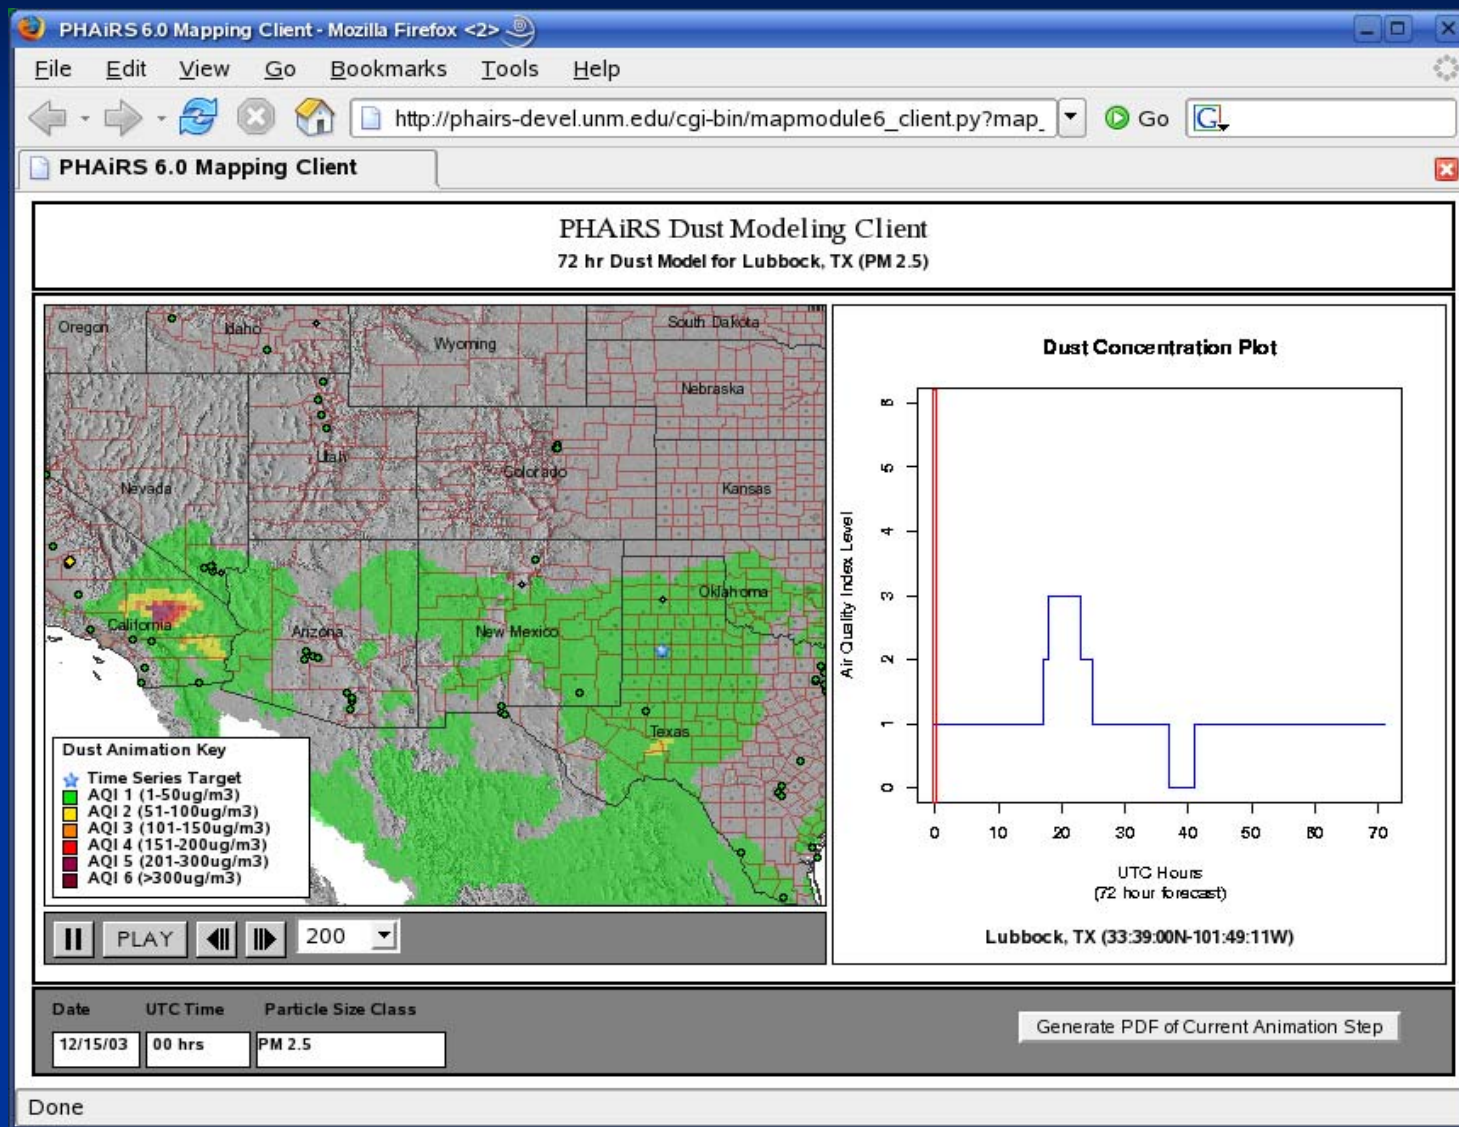 PHAiRS 6.0 Mapping Client - Mozilla Firefox <2>
File Edit View Go Bookmarks Tools Help
http://phairs-devel.unm.edu/cgi-bin/mapmodule6_client.py?map_
Go
G
PHAiRS 6.0 Mapping Client
PHAiRS Dust Modeling Client
72 hr Dust Model for Lubbock, TX (PM 2.5)
Oregon
Idaho
Wyoming
South Dakota
Nebraska
Utah
Colorado
Kansas
Nevada
Oklahoma
California
Arizona
New Mexico
Texas
Dust Animation Key
Time Series Target
AQI 1 (1-50ug/m3)
AQI 2 (51-100ug/m3)
AQI 3 (101-150ug/m3)
AQI 4 (151-200ug/m3)
AQI 5 (201-300ug/m3)
AQI 6 (>300ug/m3)
PLAY
200
Dust Concentration Plot
Air Quality Index Level
6
5
4
3
2
1
0
0 10 20 30 40 50 60 70
UTC Hours
(72 hour forecast)
Lubbock, TX (33:39:00N-101:49:11W)
Date UTC Time Particle Size Class
12/15/03 00 hrs PM 2.5
Generate PDF of Current Animation Step
Done